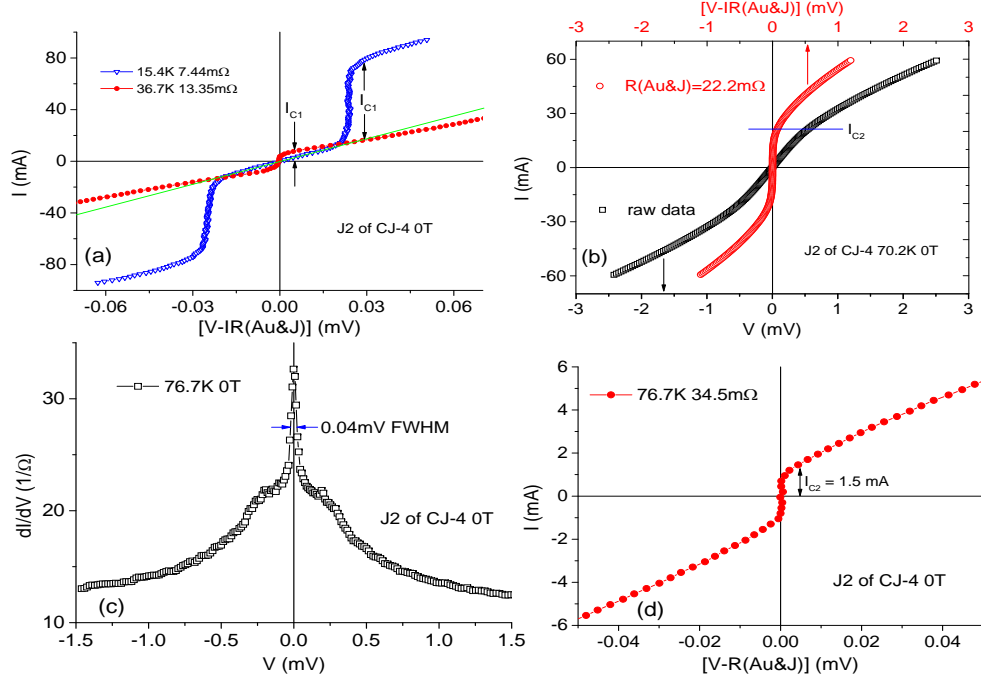 80
40
0
-40
-80
I (mA)
15.4K 7.44mΩ
36.7K 13.35mΩ
I_C1
I_C1
J2 of CJ-4 0T
(a)
-0.06 -0.03 0.00 0.03 0.06
[V-IR(Au&J)] (mV)
[V-IR(Au&J)] (mV)
-3 -2 -1 0 1 2 3
60
30
0
-30
-60
I (mA)
R(Au&J)=22.2mΩ
I_C2
raw data
J2 of CJ-4 70.2K 0T
(b)
-3 -2 -1 0 1 2 3
V (mV)
30
20
10
dI/dV (1/Ω)
76.7K 0T
0.04mV FWHM
J2 of CJ-4 0T
(c)
-1.5 -1.0 -0.5 0.0 0.5 1.0 1.5
V (mV)
6
4
2
0
-2
-4
-6
I (mA)
76.7K 34.5mΩ
I_C2 = 1.5 mA
J2 of CJ-4 0T
(d)
-0.04 -0.02 0.00 0.02 0.04
[V-R(Au&J)] (mV)